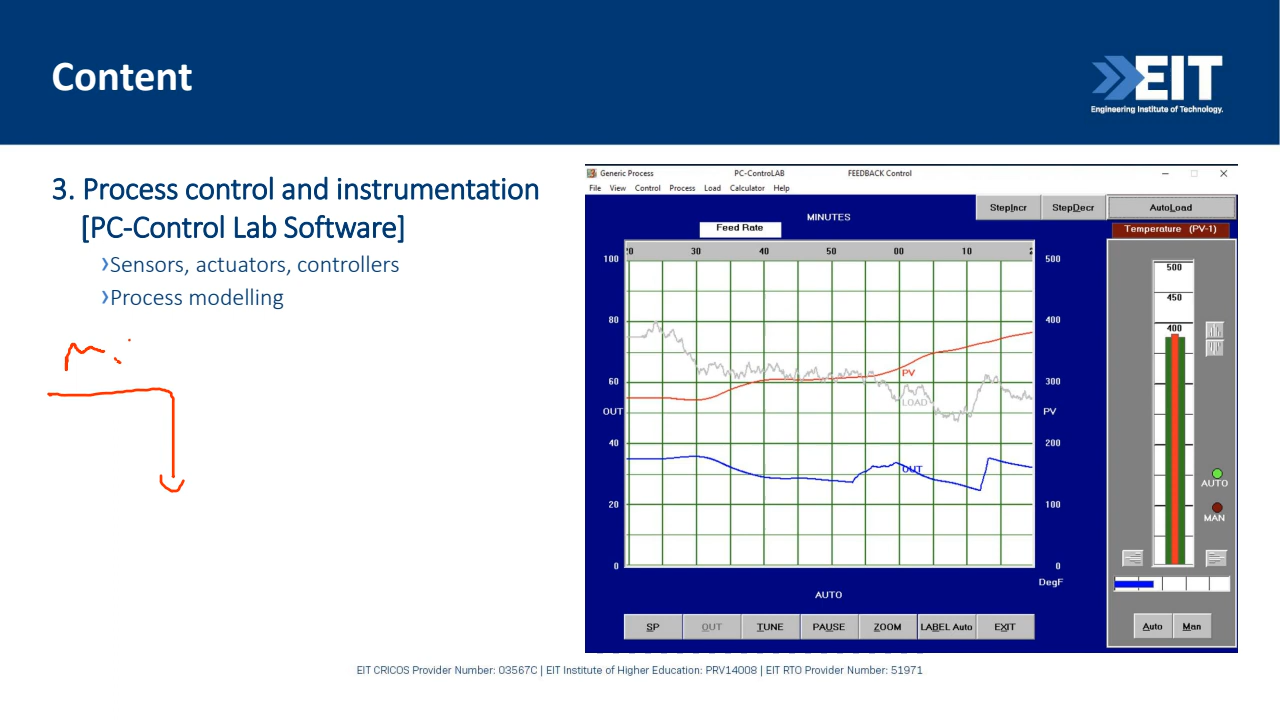 Content
EIT
Engineering Institute of Technology.
3. Process control and instrumentation
[PC-Control Lab Software]
›Sensors, actuators, controllers
›Process modelling
Generic Process PC-ControLAB FEEDBACK Control
File View Control Process Load Calculator Help
StepIncr StepDecr AutoLoad
MINUTES
Feed Rate
Temperature (PV-1)
30 40 50 00 10
100 500
80 400
60 300
OUT PV
40 200
20 100
0 0
DegF
PV
LOAD
OUT
500
450
400
AUTO
MAN
AUTO
SP OUT TUNE PAUSE ZOOM LABEL Auto EXIT
Auto Man
EIT CRICOS Provider Number: 03567C | EIT Institute of Higher Education: PRV14008 | EIT RTO Provider Number: 51971